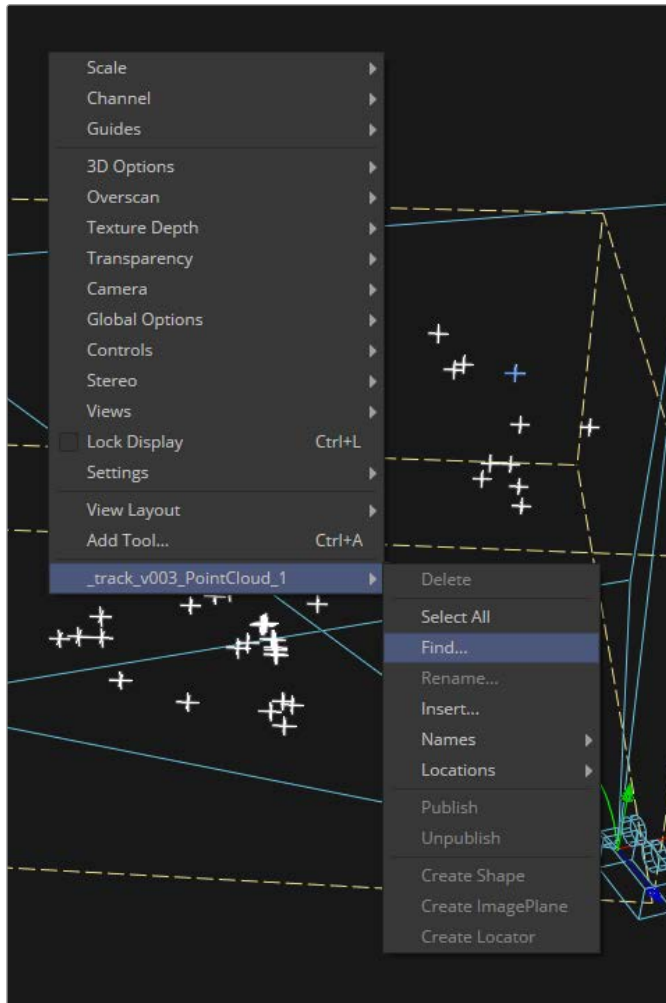 Scale
Channel
Guides
3D Options
Overscan
Texture Depth
Transparency
Camera
Global Options
Controls
Stereo
Views
Lock Display Ctrl+L
Settings
View Layout
Add Tool... Ctrl+A
_track_v003_PointCloud_1
Delete
Select All
Find...
Rename...
Insert...
Names
Locations
Publish
Unpublish
Create Shape
Create ImagePlane
Create Locator